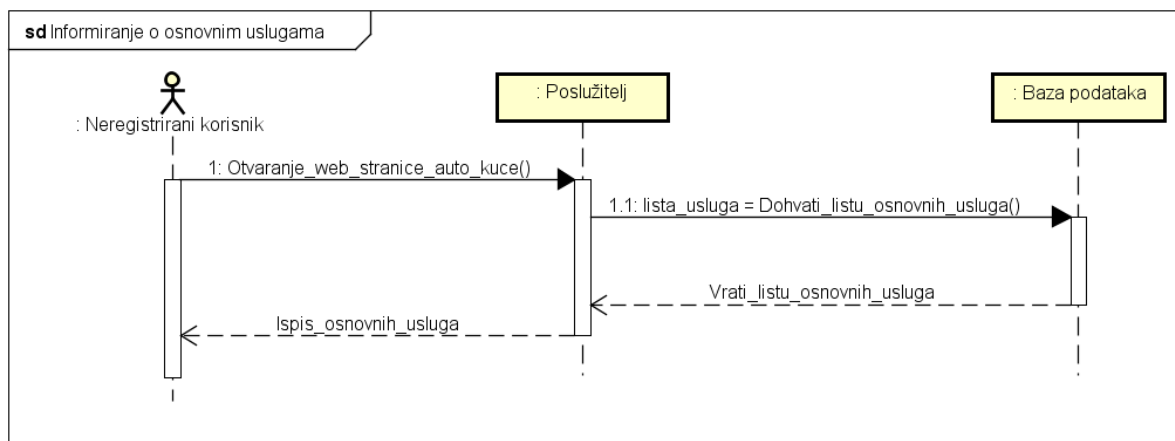 sd Informiranje o osnovnim uslugama
: Neregistrirani korisnik
: Poslužitelj
: Baza podataka
1: Otvaranje_web_stranice_auto_kuce()
1.1: lista_usluga = Dohvati_listu_osnovnih_usluga()
Vrati_listu_osnovnih_usluga
Ispis_osnovnih_usluga